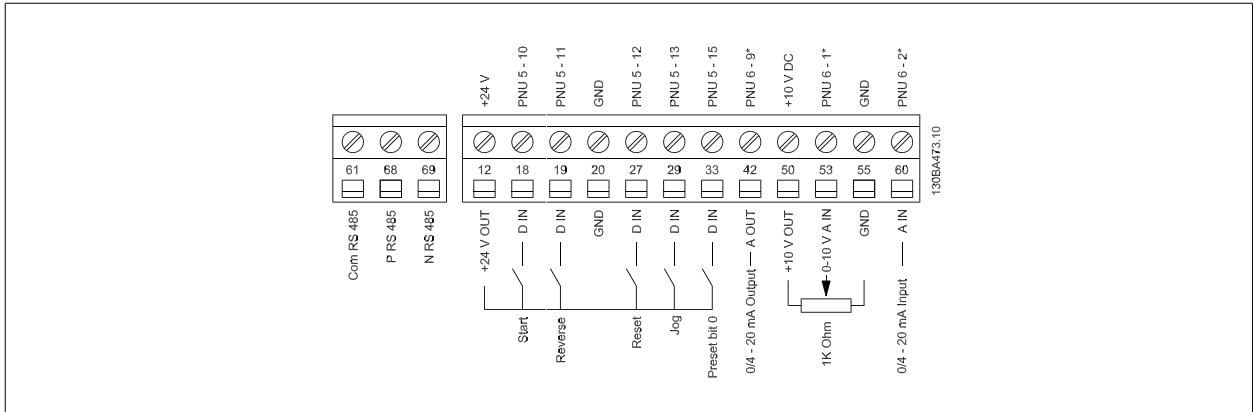 +24 V
PNU 5 - 10
PNU 5 - 11
GND
PNU 5 - 12
PNU 5 - 13
PNU 5 - 15
PNU 6 - 9*
+10 V DC
PNU 6 - 1*
GND
PNU 6 - 2*
61 68 69 12 18 19 20 27 29 33 42 50 53 55 60
Com RS 485
P RS 485
N RS 485
+24 V OUT
D IN
D IN
GND
D IN
D IN
D IN
0/4 - 20 mA Output A OUT
+10 V OUT
0-10 V A IN
GND
0/4 - 20 mA Input A IN
Start
Reverse
Reset
Jog
Preset bit 0
1K Ohm
130BA473.10